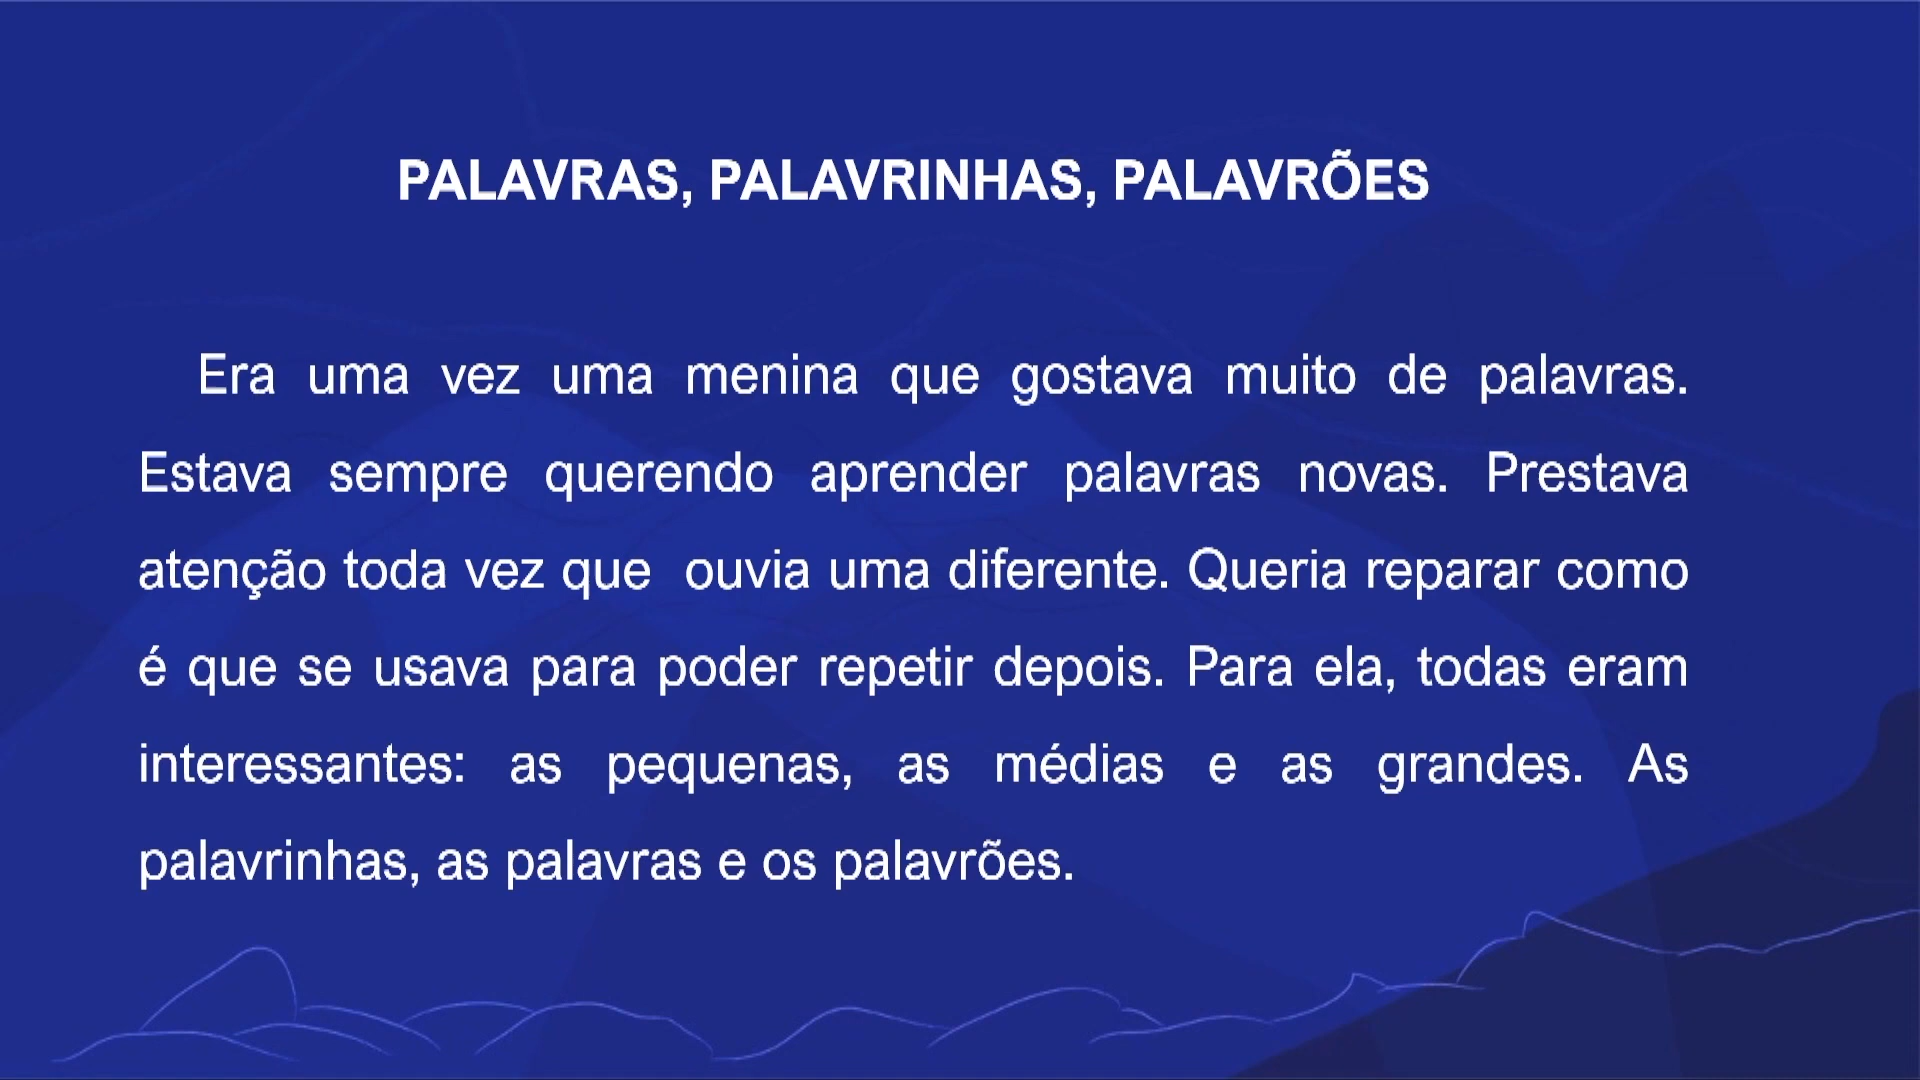 PALAVRAS, PALAVRINHAS, PALAVRÕES
Era uma vez uma menina que gostava muito de palavras.
Estava sempre querendo aprender palavras novas. Prestava
atenção toda vez que  ouvia uma diferente. Queria reparar como
é que se usava para poder repetir depois. Para ela, todas eram
interessantes: as pequenas, as médias e as grandes. As
palavrinhas, as palavras e os palavrões.